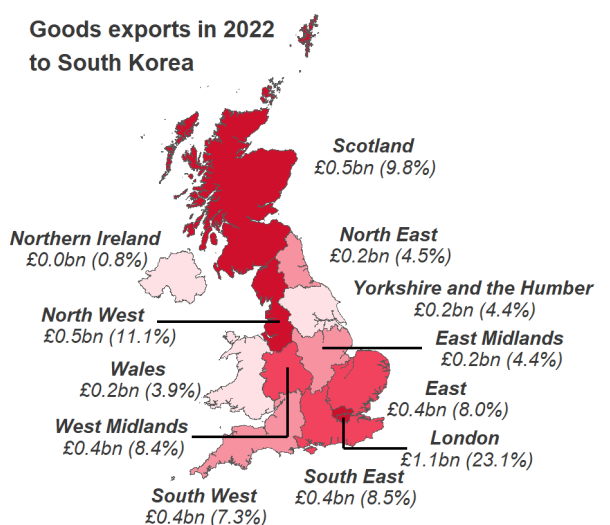 Goods exports in 2022
to South Korea
Scotland
£0.5bn (9.8%)
Northern Ireland
£0.0bn (0.8%)
North East
£0.2bn (4.5%)
Yorkshire and the Humber
£0.2bn (4.4%)
North West
£0.5bn (11.1%)
East Midlands
£0.2bn (4.4%)
Wales
£0.2bn (3.9%)
East
£0.4bn (8.0%)
West Midlands
£0.4bn (8.4%)
London
£1.1bn (23.1%)
South East
£0.4bn (8.5%)
South West
£0.4bn (7.3%)